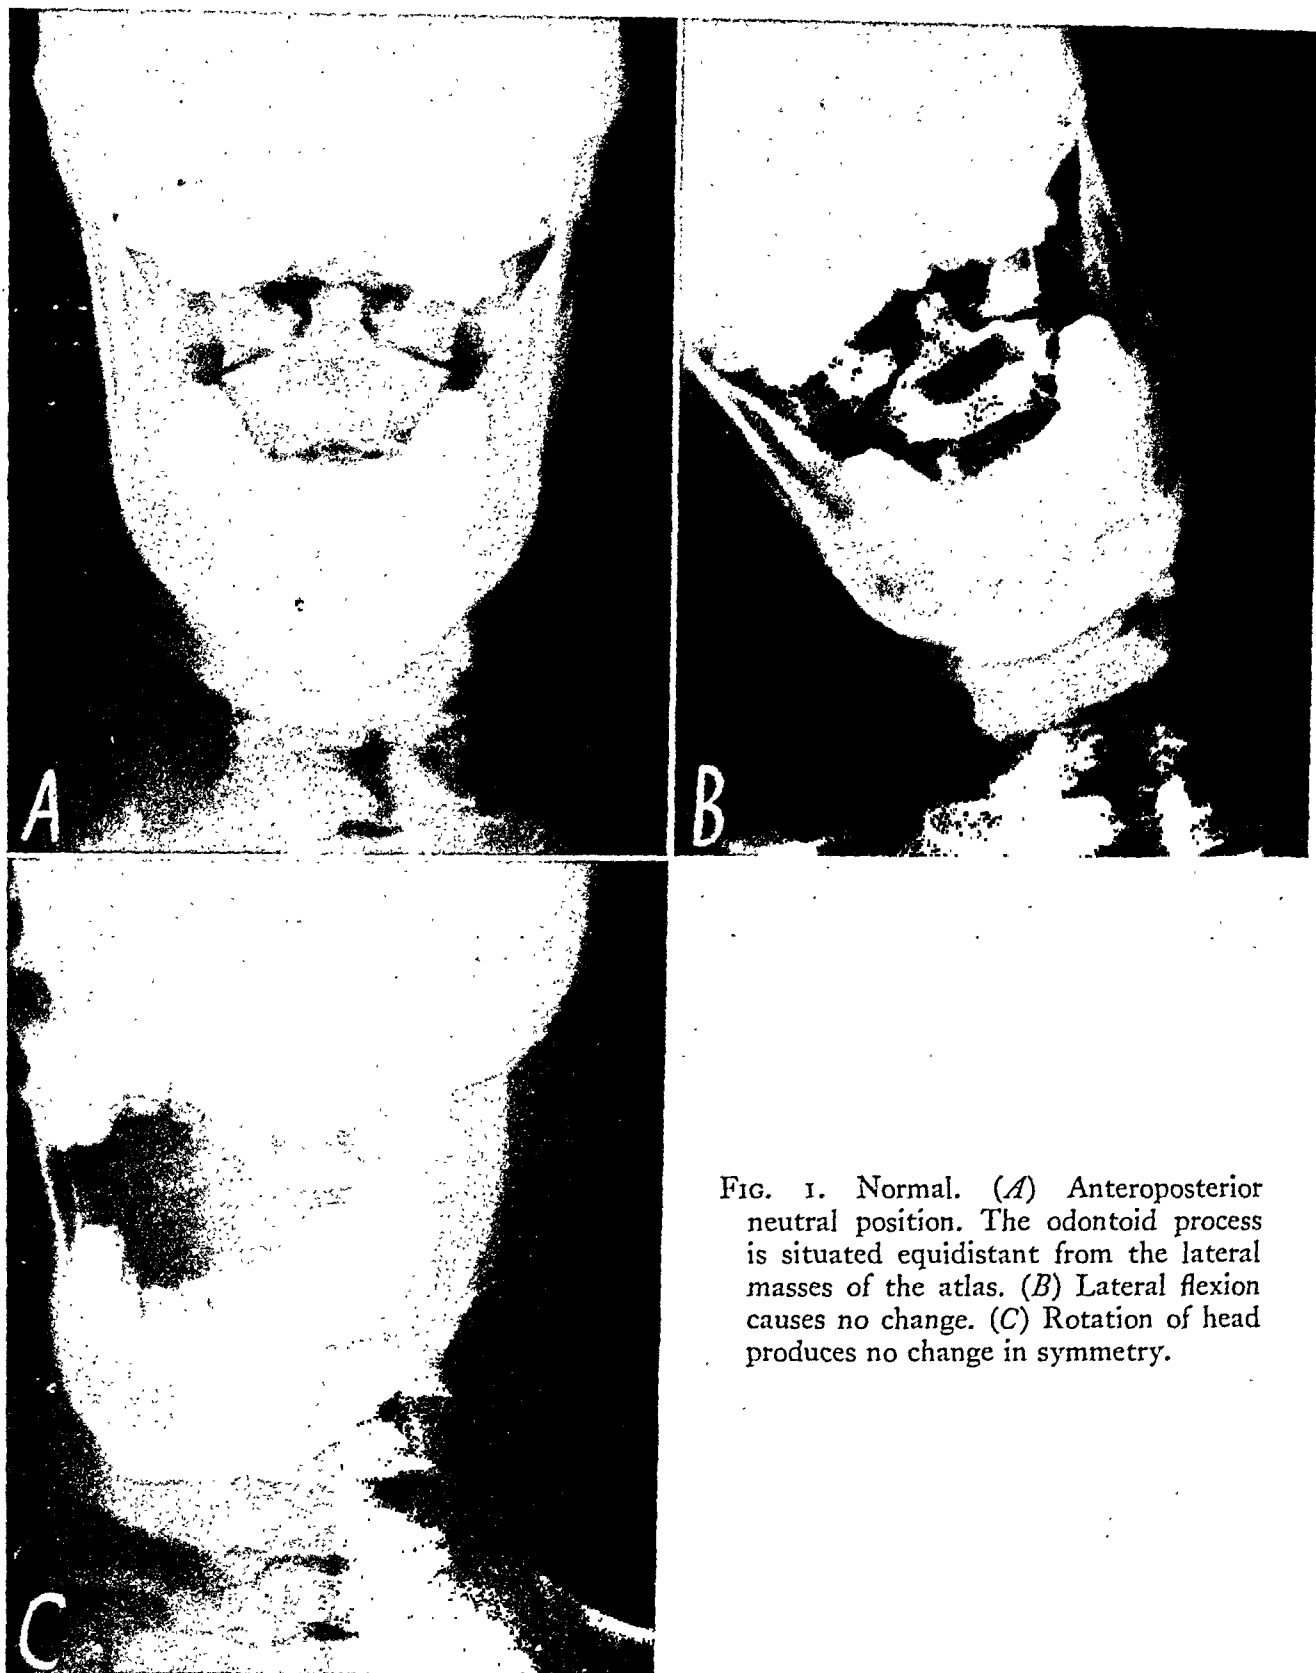 A
B
C
FIG. 1. Normal. (A) Anteroposterior
neutral position. The odontoid process
is situated equidistant from the lateral
masses of the atlas. (B) Lateral flexion
causes no change. (C) Rotation of head
produces no change in symmetry.